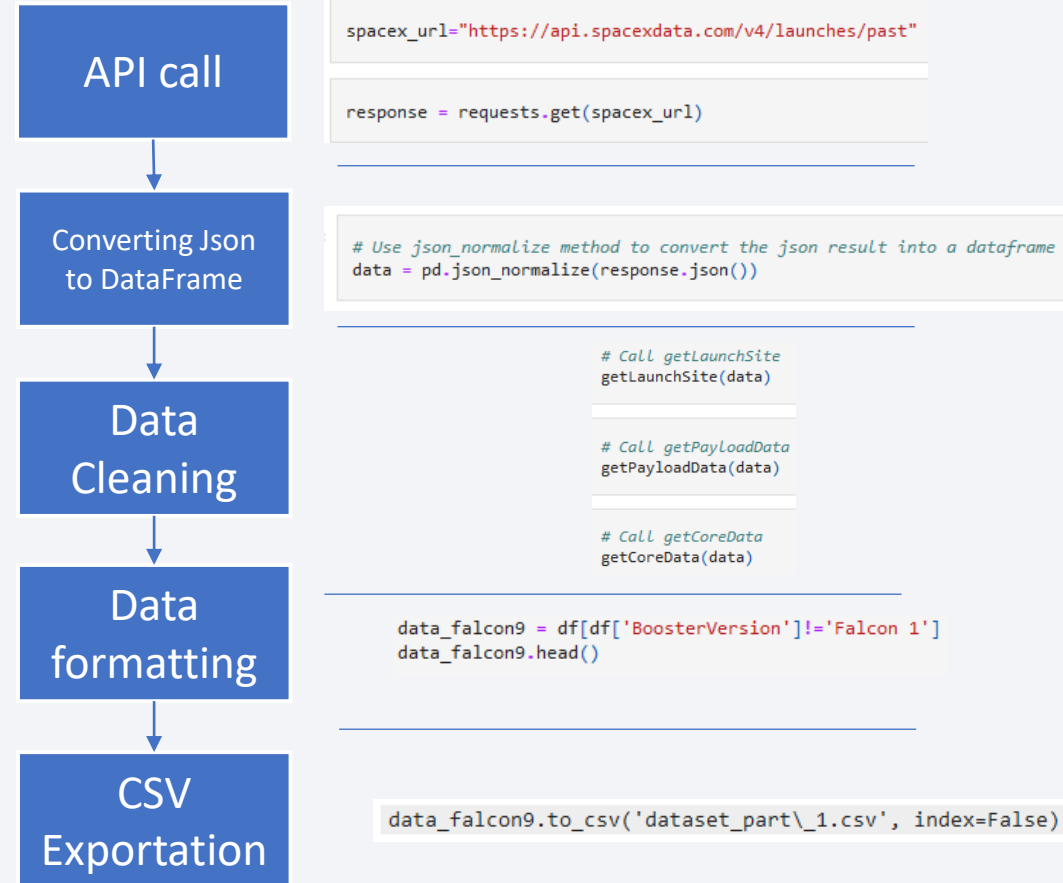 API call
spacex_url="https://api.spacexdata.com/v4/launches/past"
response = requests.get(spacex_url)
Converting Json
to DataFrame
# Use json_normalize method to convert the json result into a dataframe
data = pd.json_normalize(response.json())
Data
Cleaning
# Call getLaunchSite
getLaunchSite(data)
# Call getPayloadData
getPayloadData(data)
# Call getCoreData
getCoreData(data)
Data
formatting
data_falcon9 = df[df['BoosterVersion']!='Falcon 1']
data_falcon9.head()
CSV
Exportation
data_falcon9.to_csv('dataset_part\_1.csv', index=False)